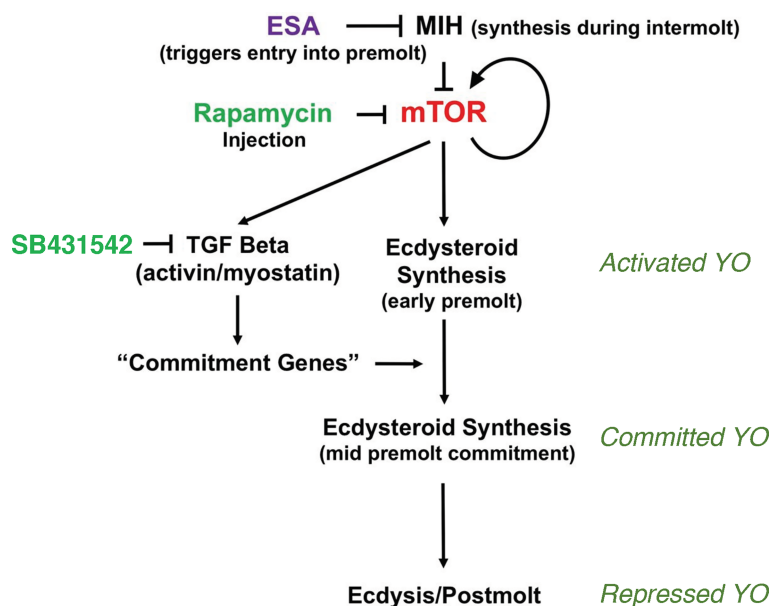 ESA MIH (synthesis during intermolt)
(triggers entry into premolt)
Rapamycin mTOR
Injection
SB431542 TGF Beta
(activin/myostatin)
Ecdysteroid
Synthesis
(early premolt)
Activated YO
“Commitment Genes”
Ecdysteroid Synthesis
(mid premolt commitment)
Committed YO
Ecdysis/Postmolt
Repressed YO